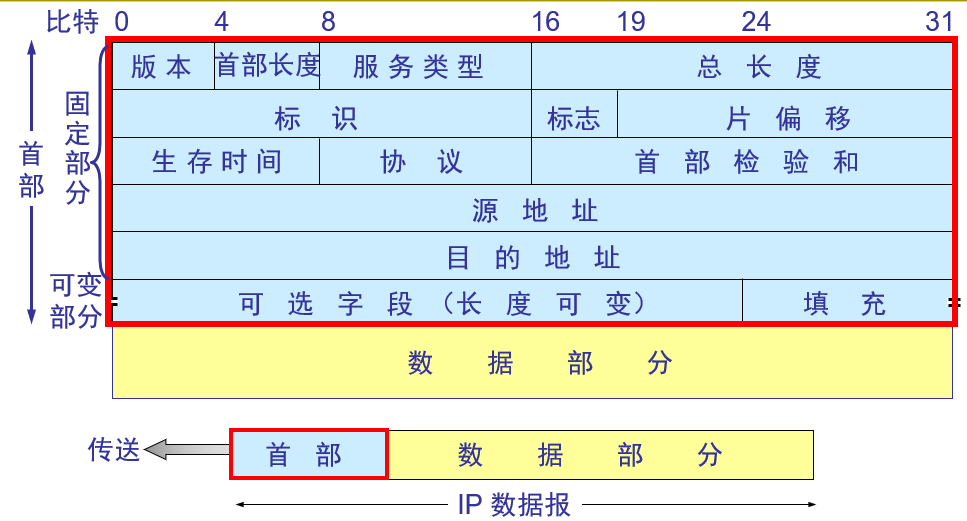 比特 0 4 8 16 19 24 31
版本 首部长度 服务类型 总长度
标识 标志 片偏移
生存时间 协议 首部检验和
源地址
目的地址
可选字段（长度可变） 填充
首部
固定部分
可变部分
数据部分
传送 首部 数据部分
IP 数据报